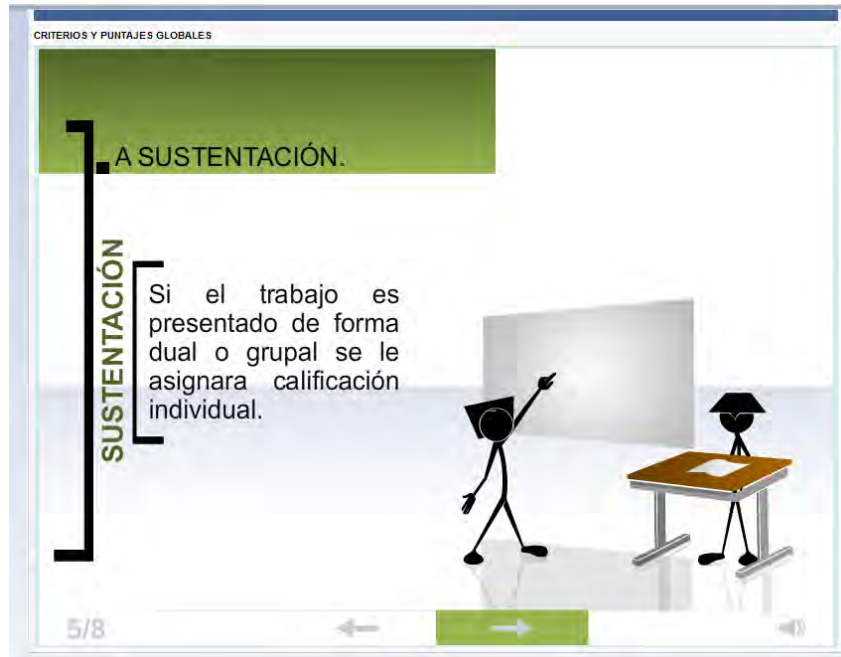 CRITERIOS Y PUNTAJES GLOBALES
A SUSTENTACIÓN.
SUSTENTACIÓN
Si el trabajo es
presentado de forma
dual o grupal se le
asignara calificación
individual.
5/8